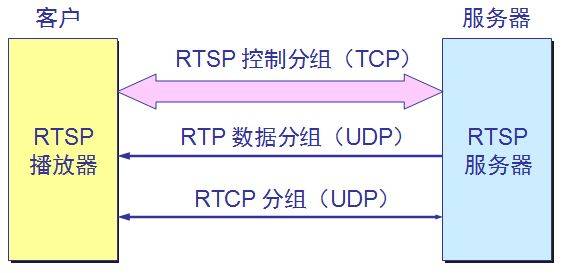 客户
服务器
RTSP 控制分组（TCP）
RTSP
播放器
RTP 数据分组（UDP）
RTSP
服务器
RTCP 分组（UDP）